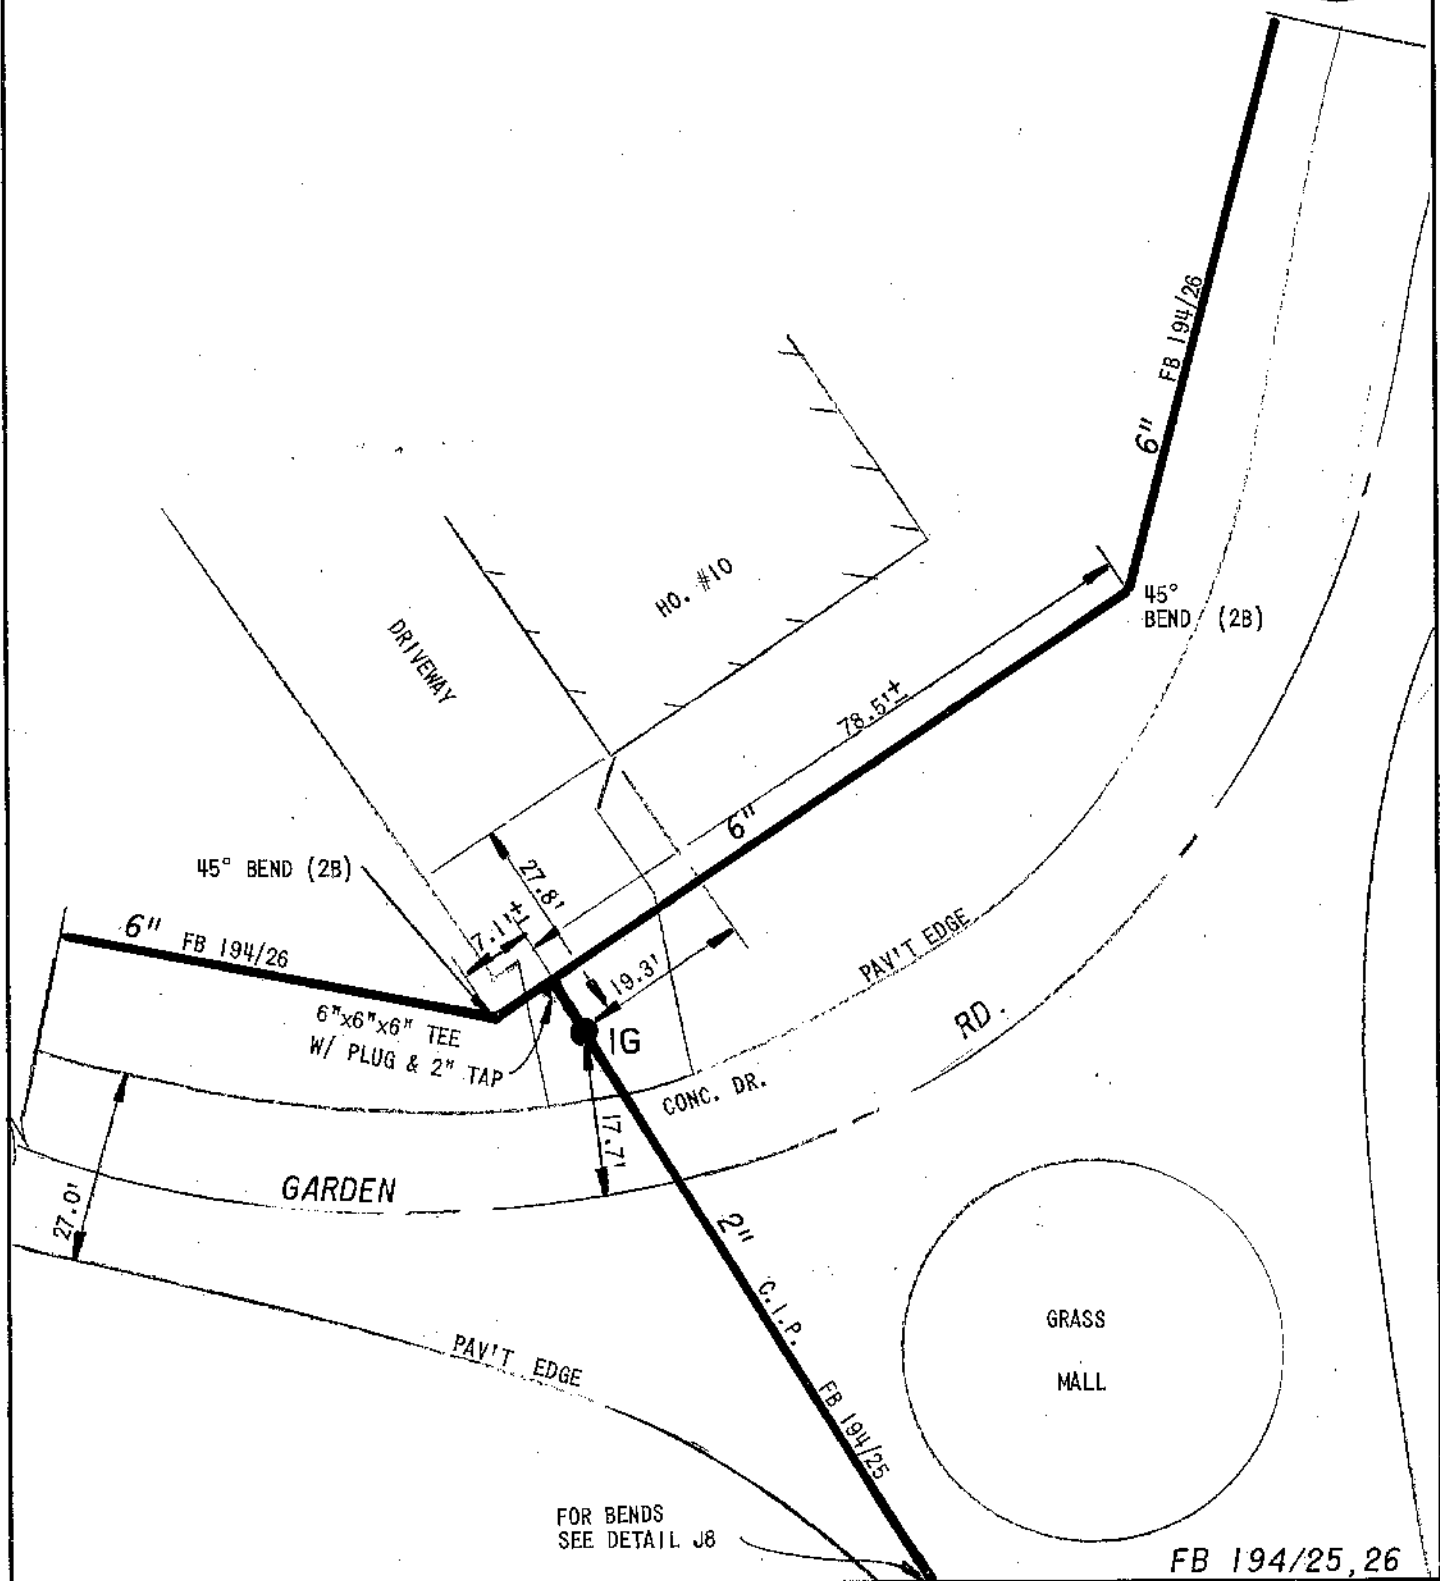 FB 194/26
6"
45°
BEND (2B)
HO. #10
DRIVEWAY
78.5'±
6"
45° BEND (2B)
27.8'
7.1'±
19.3'
6" FB 194/26
6"x6"x6" TEE
W/ PLUG & 2" TAP
1G
PAV'T EDGE
RD.
CONC. DR.
17.7'
GARDEN
27.0'
2" C.I.P. FB 194/25
PAV'T EDGE
GRASS
MALL
FOR BENDS
SEE DETAIL J8
FB 194/25,26